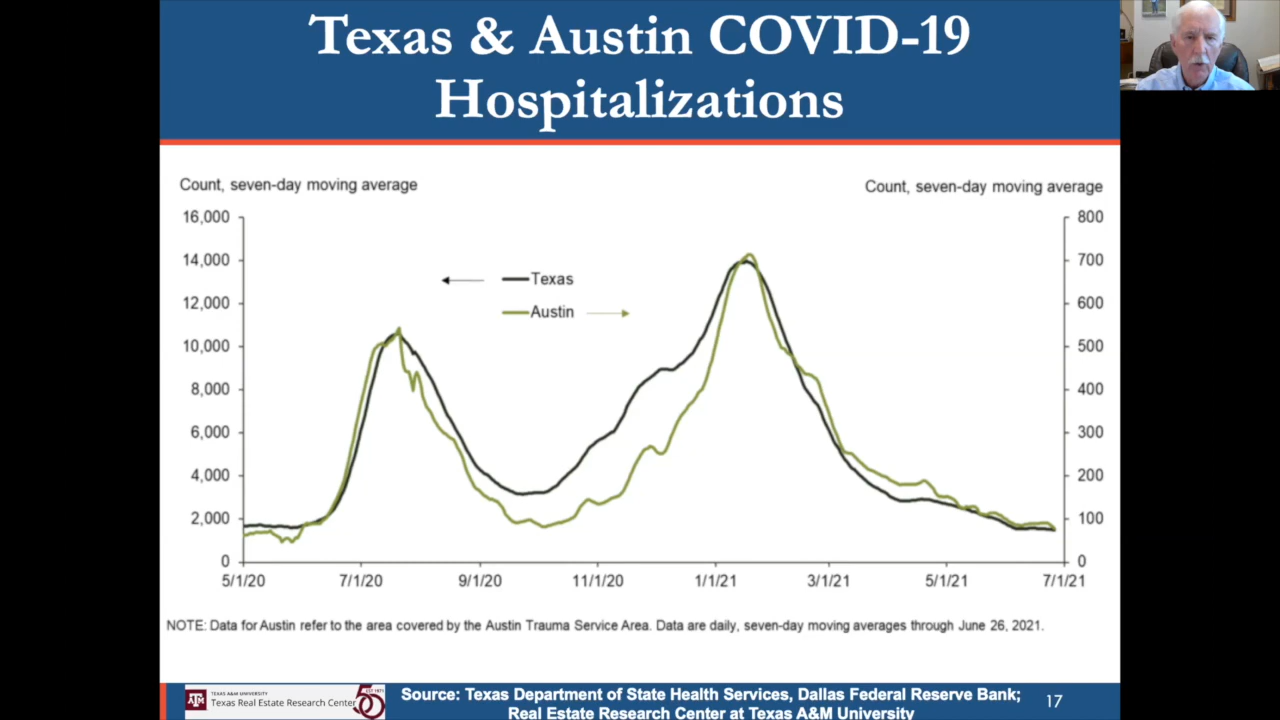 Texas & Austin COVID-19
Hospitalizations
Count, seven-day moving average
Count, seven-day moving average
16,000
14,000
12,000
10,000
8,000
6,000
4,000
2,000
0
800
700
600
500
400
300
200
100
0
Texas
Austin
5/1/20
7/1/20
9/1/20
11/1/20
1/1/21
3/1/21
5/1/21
7/1/21
NOTE: Data for Austin refer to the area covered by the Austin Trauma Service Area. Data are daily, seven-day moving averages through June 26, 2021.
ATM
TEXAS A&M UNIVERSITY
Texas Real Estate Research Center
EST 1971
50
Source: Texas Department of State Health Services, Dallas Federal Reserve Bank;
Real Estate Research Center at Texas A&M University
17